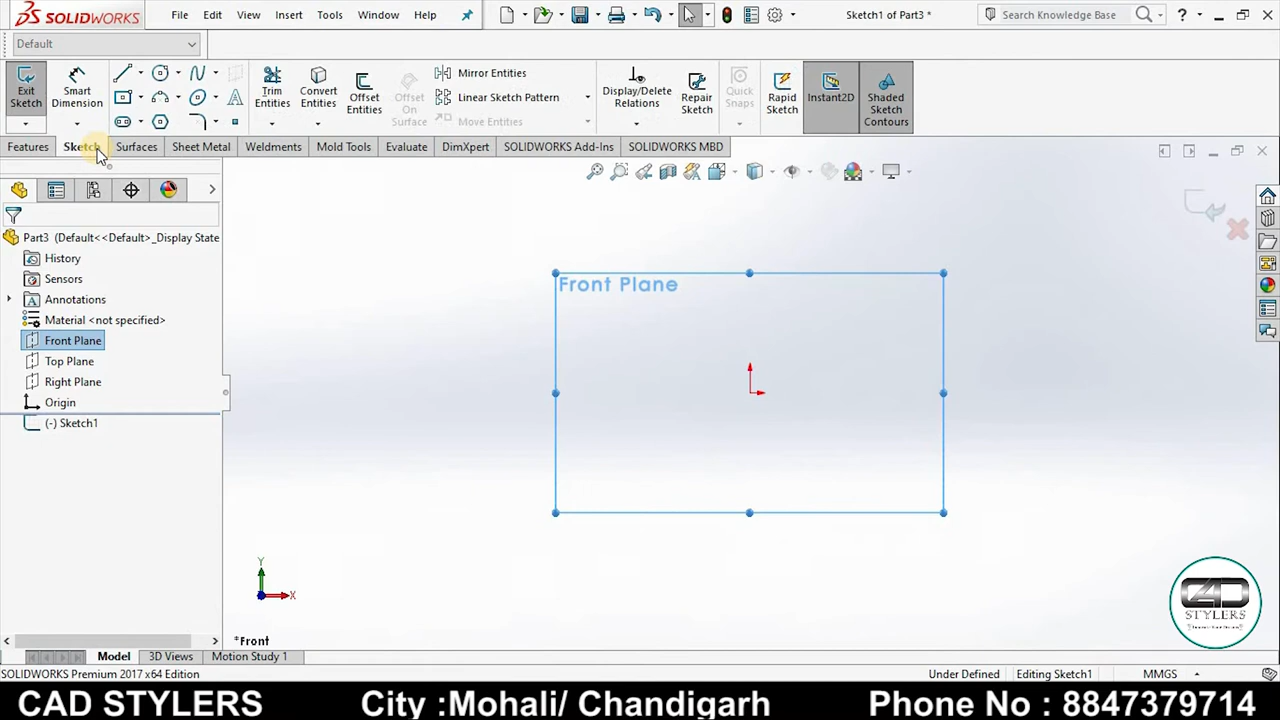 SOLIDWORKS File Edit View Insert Tools Window Help Sketch1 of Part3 * Search Knowledge Base ?
Default
Exit Sketch
Smart Dimension
Trim Entities
Convert Entities
Offset Entities
Offset On Surface
Mirror Entities
Linear Sketch Pattern
Move Entities
Display/Delete Relations
Repair Sketch
Quick Snaps
Rapid Sketch
Instant2D
Shaded Sketch Contours
Features Sketch Surfaces Sheet Metal Weldments Mold Tools Evaluate DimXpert SOLIDWORKS Add-Ins SOLIDWORKS MBD
Part3 (Default<<Default>_Display State
History
Sensors
Annotations
Material <not specified>
Front Plane
Top Plane
Right Plane
Origin
(-) Sketch1
Front Plane
Y
X
*Front
CAD
STYLERS
Model 3D Views Motion Study 1
SOLIDWORKS Premium 2017 x64 Edition Under Defined Editing Sketch1 MMGS
CAD STYLERS City :Mohali/ Chandigarh Phone No : 8847379714